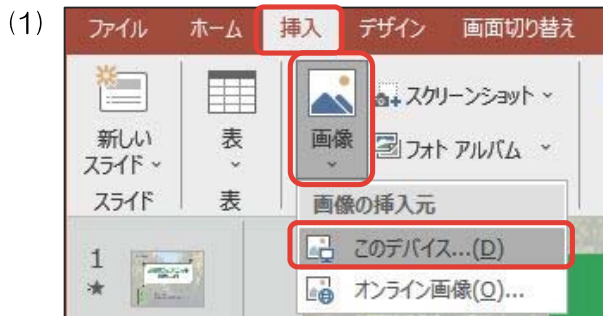 (1)
ファイル ホーム 挿入 デザイン 画面切り替え
新しい
スライド
表
画像
スクリーンショット
フォト アルバム
スライド
表
画像の挿入元
このデバイス...(D)
オンライン画像(O)...
1